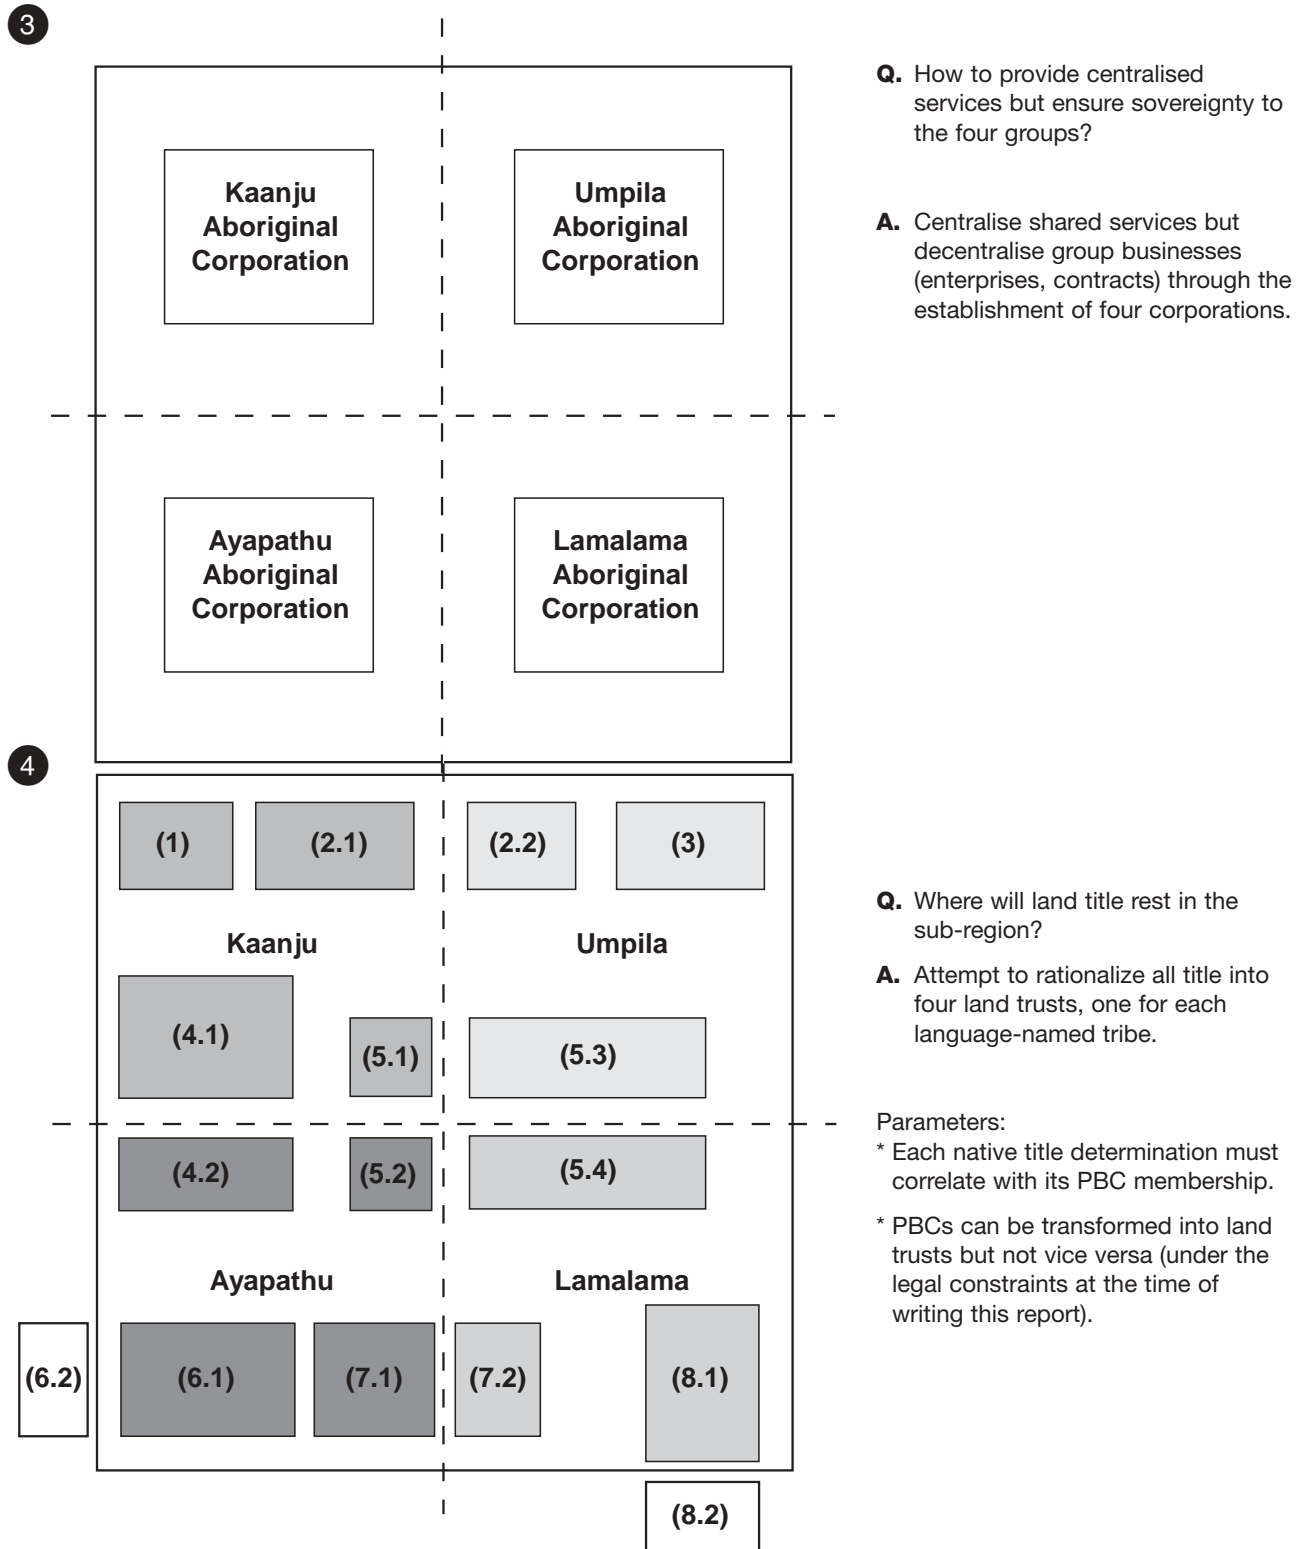 3
Kaanju
Aboriginal
Corporation
Umpila
Aboriginal
Corporation
Ayapathu
Aboriginal
Corporation
Lamalama
Aboriginal
Corporation
Q. How to provide centralised
services but ensure sovereignty to
the four groups?
A. Centralise shared services but
decentralise group businesses
(enterprises, contracts) through the
establishment of four corporations.
4
(1)
(2.1)
(2.2)
(3)
Kaanju
Umpila
(4.1)
(5.1)
(5.3)
(4.2)
(5.2)
(5.4)
Ayapathu
Lamalama
(6.2)
(6.1)
(7.1)
(7.2)
(8.1)
(8.2)
Q. Where will land title rest in the
sub-region?
A. Attempt to rationalize all title into
four land trusts, one for each
language-named tribe.
Parameters:
* Each native title determination must
correlate with its PBC membership.
* PBCs can be transformed into land
trusts but not vice versa (under the
legal constraints at the time of
writing this report).